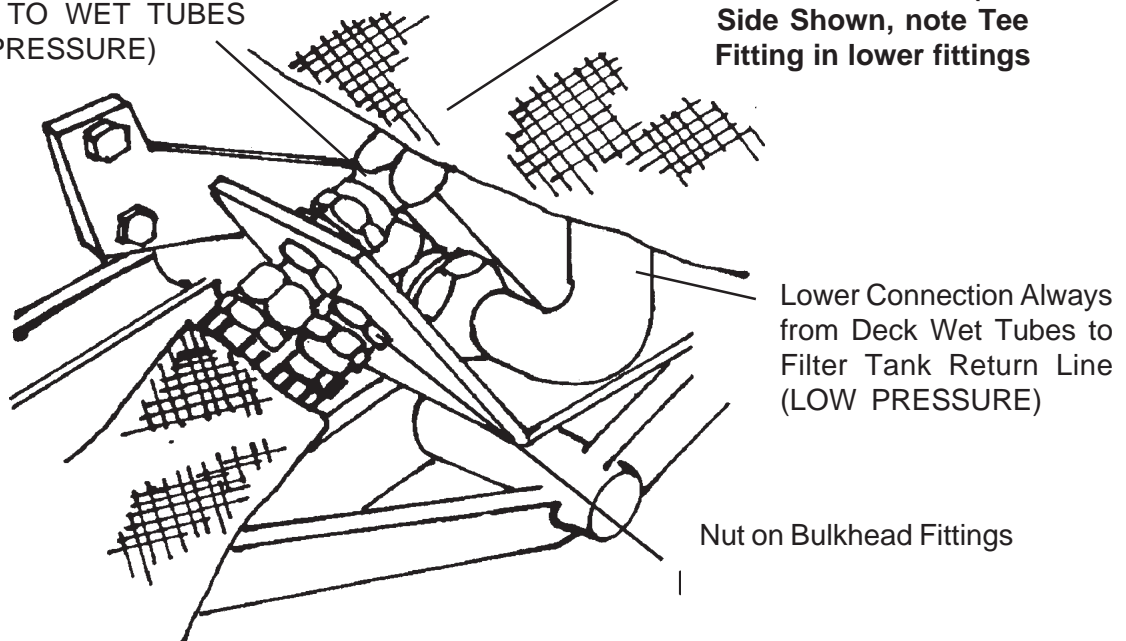 TO WET TUBES
PRESSURE)
Side Shown, note Tee
Fitting in lower fittings
Lower Connection Always
from Deck Wet Tubes to
Filter Tank Return Line
(LOW PRESSURE)
Nut on Bulkhead Fittings